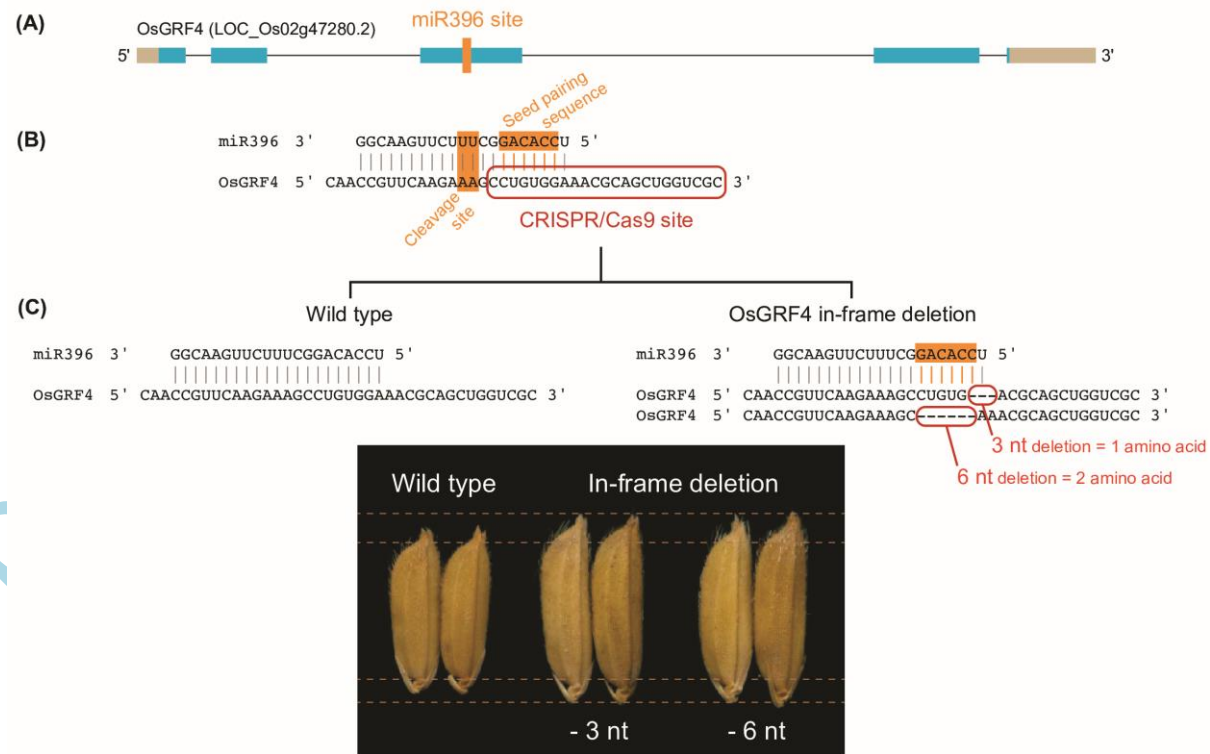 (A)
OsGRF4 (LOC_Os02g47280.2)
miR396 site
5'
3'
(B)
Seed pairing
sequence
miR396 3' GGCAAGUUCUUUCGGACACCU 5'
OsGRF4 5' CAACCGUUCAAGAAAGCCUGUGGAAACGCAGCUGGUCGC 3'
Cleavage
site
CRISPR/Cas9 site
(C)
Wild type
miR396 3' GGCAAGUUCUUUCGGACACCU 5'
OsGRF4 5' CAACCGUUCAAGAAAGCCUGUGGAAACGCAGCUGGUCGC 3'
OsGRF4 in-frame deletion
miR396 3' GGCAAGUUCUUUCGGACACCU 5'
OsGRF4 5' CAACCGUUCAAGAAAGCCUGUG---ACGCAGCUGGUCGC 3'
OsGRF4 5' CAACCGUUCAAGAAAGC------AAACGCAGCUGGUCGC 3'
3 nt deletion = 1 amino acid
6 nt deletion = 2 amino acid
Wild type
In-frame deletion
- 3 nt
- 6 nt